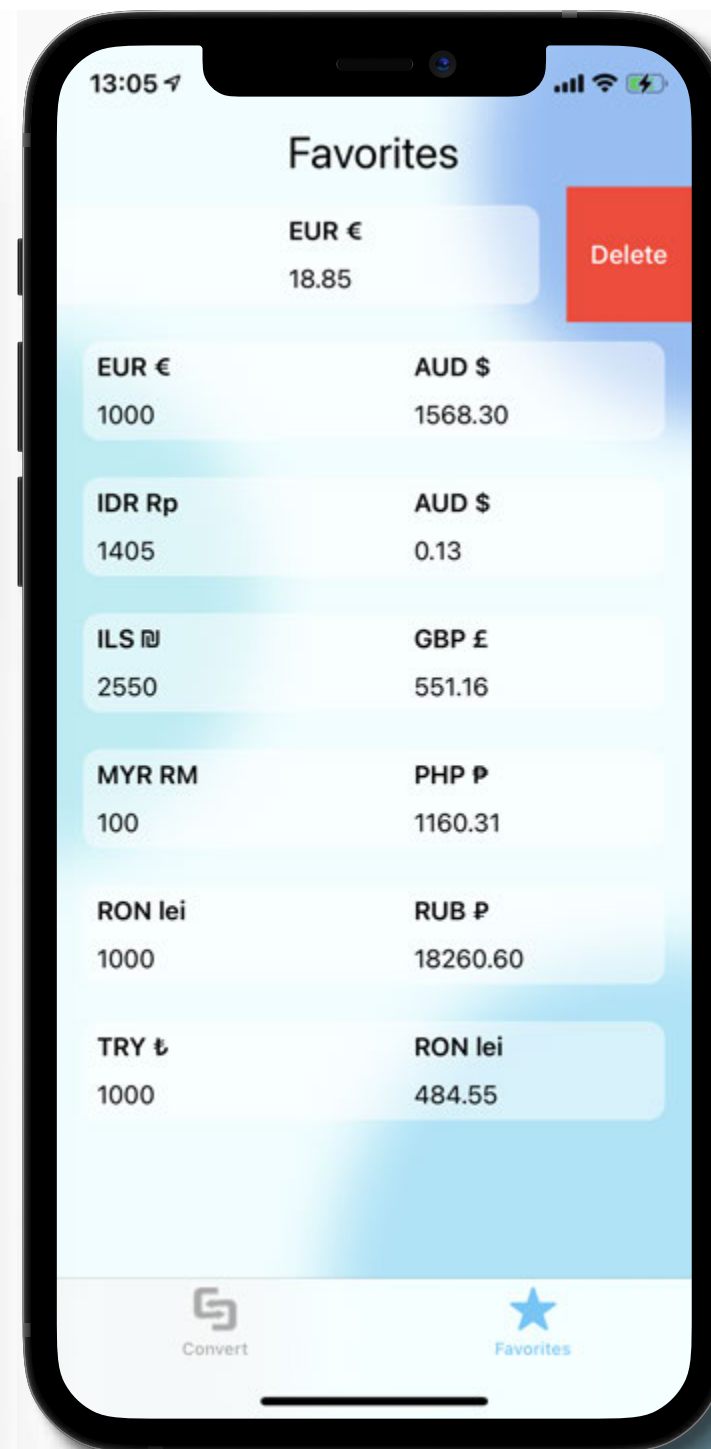 13:05
Favorites
EUR €
18.85
Delete
EUR € AUD $
1000 1568.30
IDR Rp AUD $
1405 0.13
ILS ₪ GBP £
2550 551.16
MYR RM PHP ₱
100 1160.31
RON lei RUB ₽
1000 18260.60
TRY ₺ RON lei
1000 484.55
Convert Favorites